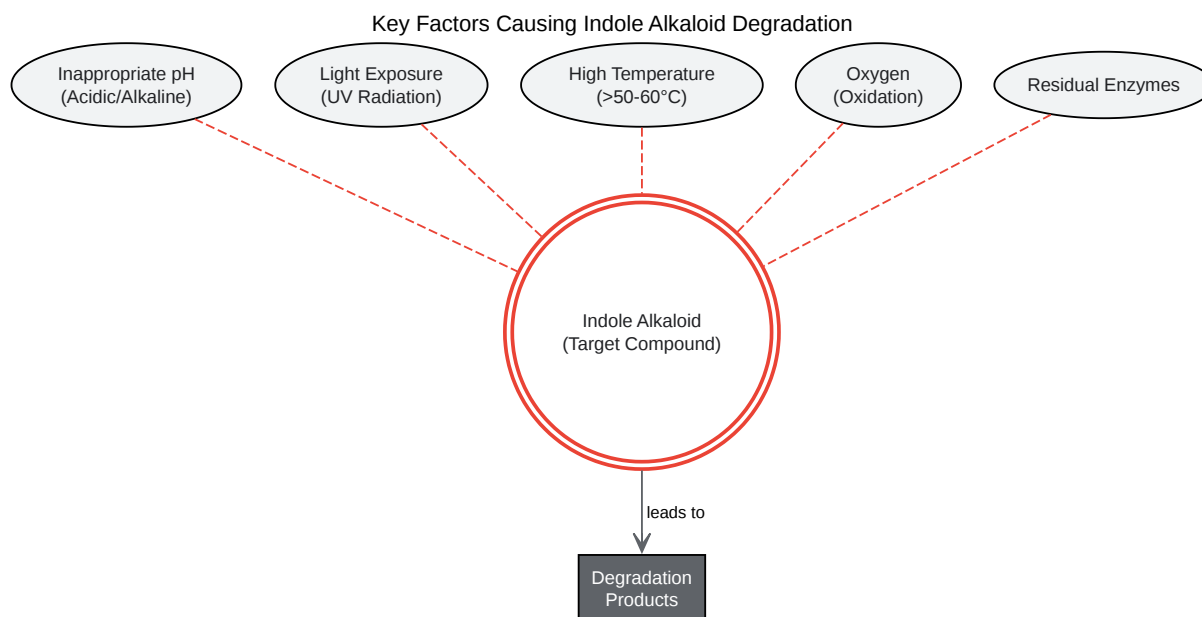 Key Factors Causing Indole Alkaloid Degradation
Inappropriate pH
(Acidic/Alkaline)
Light Exposure
(UV Radiation)
High Temperature
(>50-60°C)
Oxygen
(Oxidation)
Residual Enzymes
Indole Alkaloid
(Target Compound)
leads to
Degradation
Products